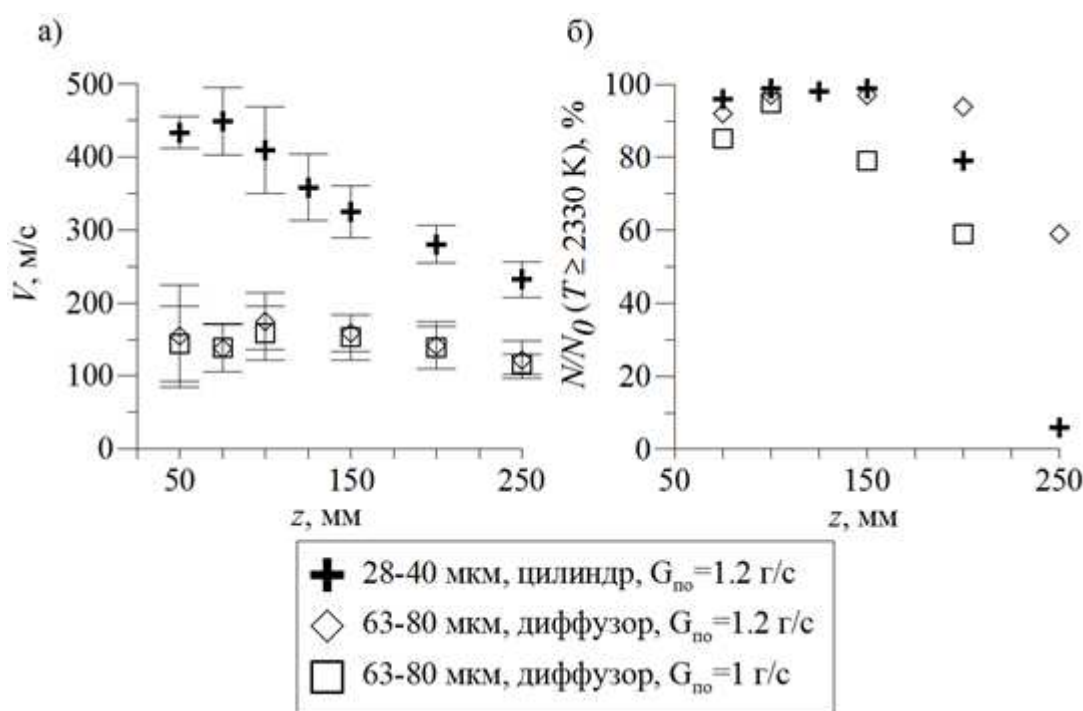 а)
500
400
300
200
100
0
V, м/с
50
150
250
z, мм
б)
100
80
60
40
20
0
N/N0 (T ≥ 2330 K), %
50
150
250
z, мм
28-40 мкм, цилиндр, Gпо=1.2 г/с
63-80 мкм, диффузор, Gпо=1.2 г/с
63-80 мкм, диффузор, Gпо=1 г/с